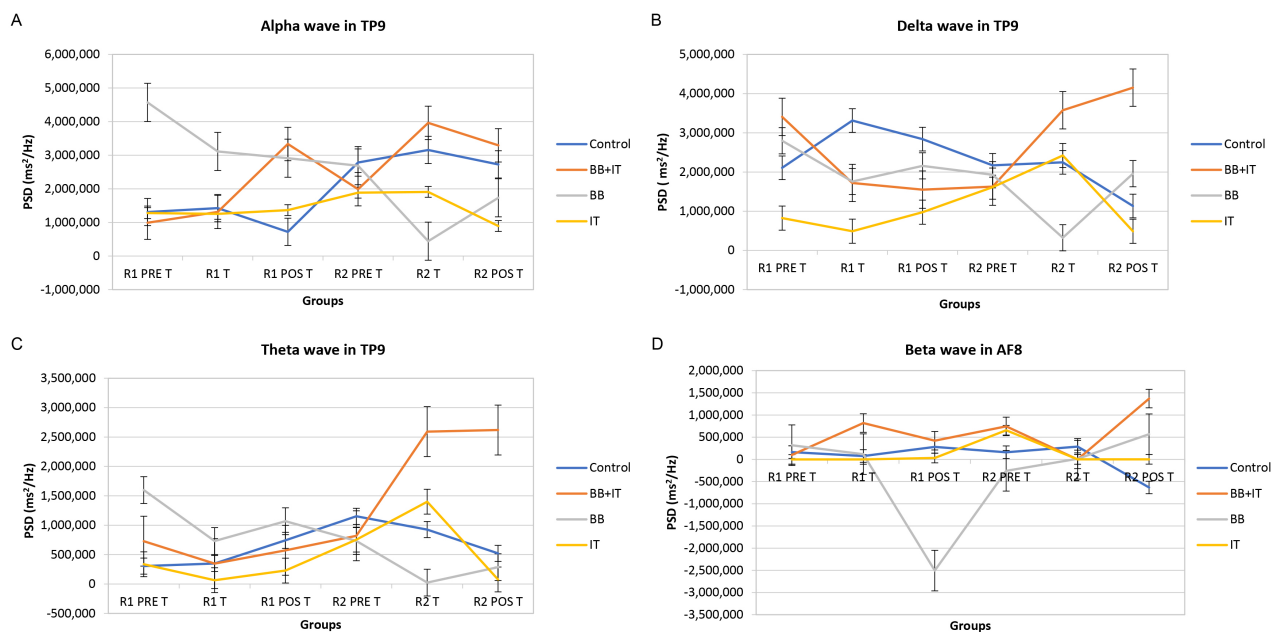 A
Alpha wave in TP9
6,000,000
5,000,000
4,000,000
3,000,000
2,000,000
1,000,000
0
-1,000,000
PSD (ms²/Hz)
R1 PRE T
R1 T
R1 POS T
R2 PRE T
R2 T
R2 POS T
Groups
Control
BB+IT
BB
IT
B
Delta wave in TP9
5,000,000
4,000,000
3,000,000
2,000,000
1,000,000
0
-1,000,000
PSD ( ms²/Hz)
R1 PRE T
R1 T
R1 POS T
R2 PRE T
R2 T
R2 POS T
Groups
Control
BB+IT
BB
IT
C
Theta wave in TP9
3,500,000
3,000,000
2,500,000
2,000,000
1,500,000
1,000,000
500,000
0
-500,000
PSD (ms²/Hz)
R1 PRE T
R1 T
R1 POS T
R2 PRE T
R2 T
R2 POS T
Groups
Control
BB+IT
BB
IT
D
Beta wave in AF8
2,000,000
1,500,000
1,000,000
500,000
0
-500,000
-1,000,000
-1,500,000
-2,000,000
-2,500,000
-3,000,000
-3,500,000
PSD (ms²/Hz)
R1 PRE T
R1 T
R1 POS T
R2 PRE T
R2 T
R2 POS T
Groups
Control
BB+IT
BB
IT